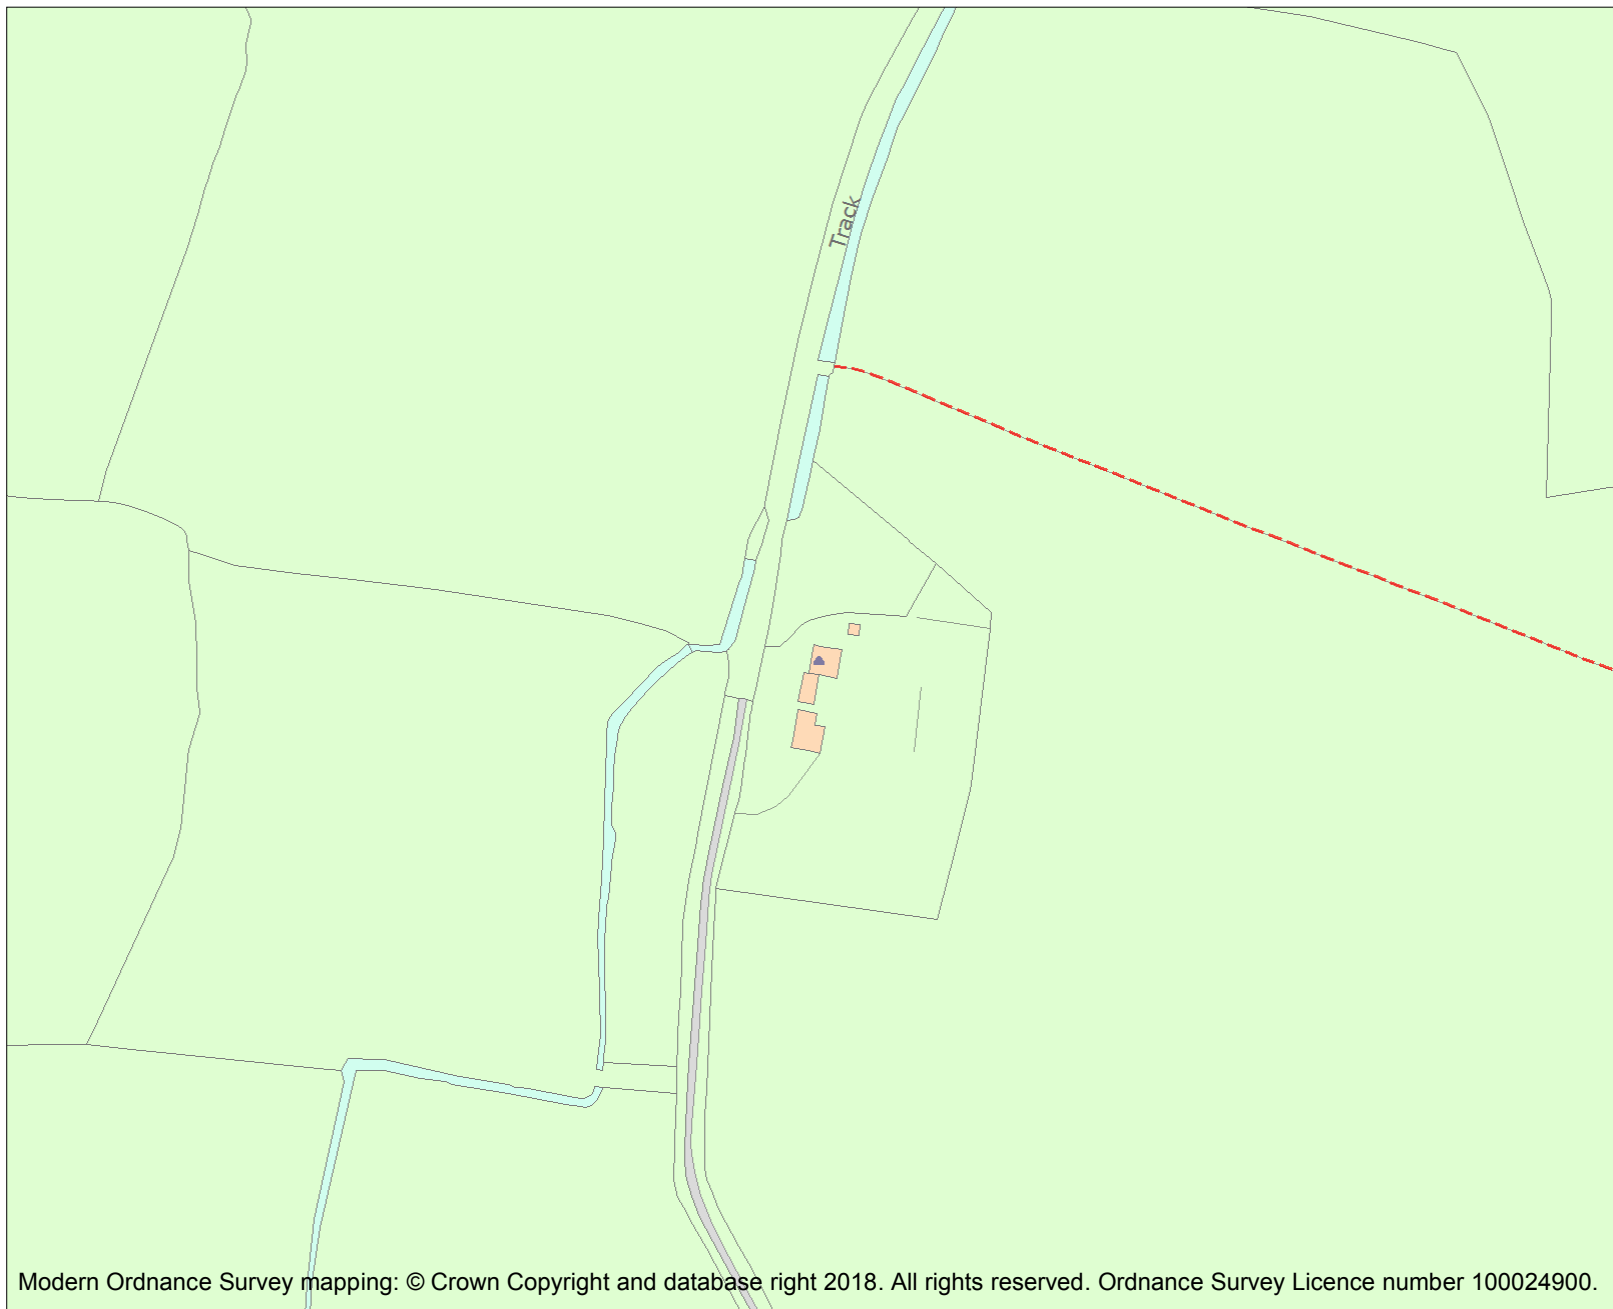 Track
Modern Ordnance Survey mapping: © Crown Copyright and database right 2018. All rights reserved. Ordnance Survey Licence number 100024900.